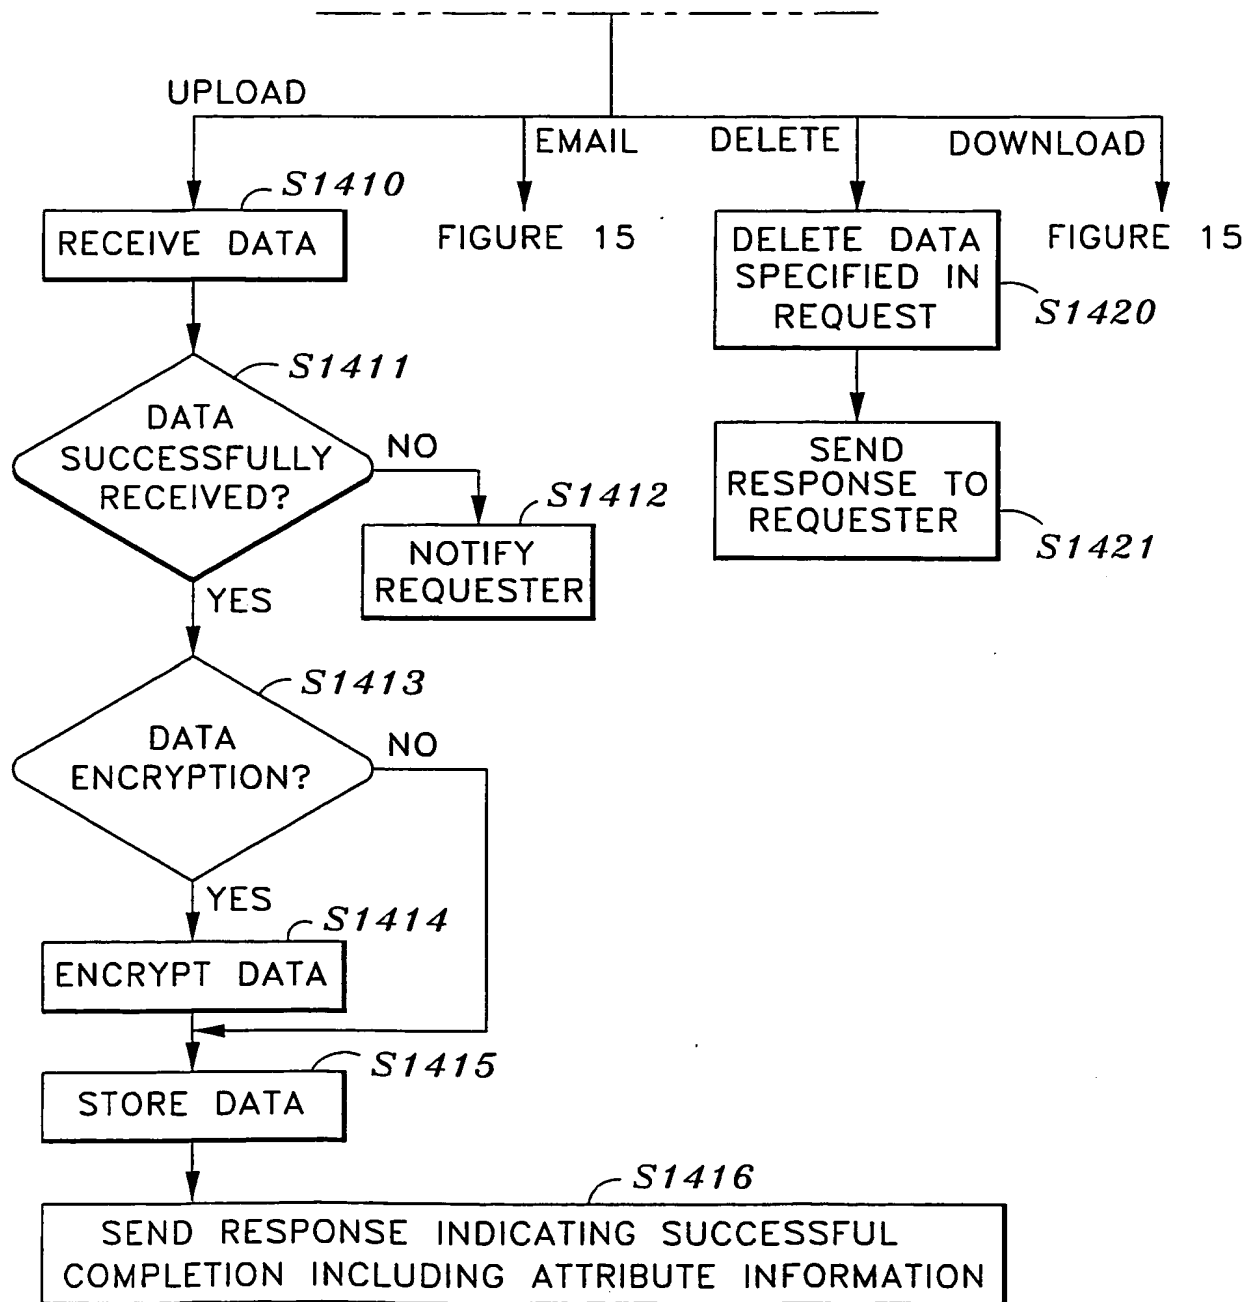 UPLOAD
EMAIL
DELETE
DOWNLOAD
S1410
RECEIVE DATA
FIGURE 15
DELETE DATA
SPECIFIED IN
REQUEST
FIGURE 15
S1420
S1411
DATA
SUCCESSFULLY
RECEIVED?
NO
SEND
RESPONSE TO
REQUESTER
S1421
S1412
NOTIFY
REQUESTER
YES
S1413
DATA
ENCRYPTION?
NO
YES
S1414
ENCRYPT DATA
S1415
STORE DATA
S1416
SEND RESPONSE INDICATING SUCCESSFUL
COMPLETION INCLUDING ATTRIBUTE INFORMATION